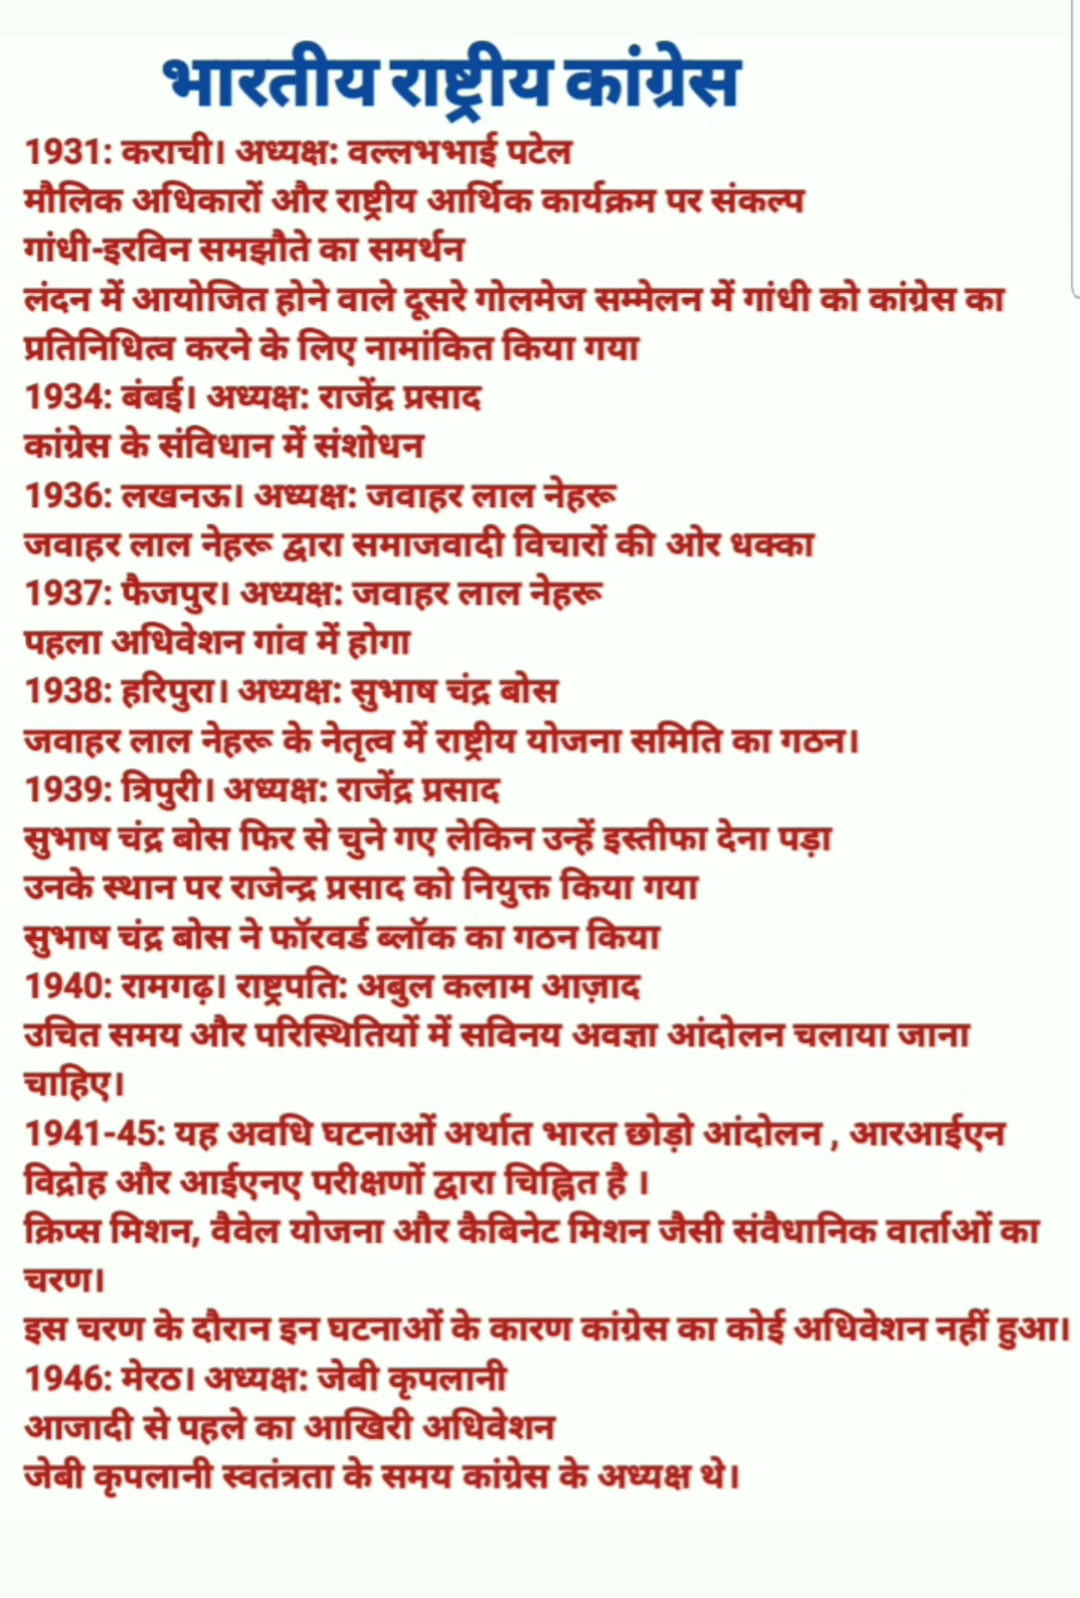 भारतीय राष्ट्रीय कांग्रेस
1931: कराची। अध्यक्ष: वल्लभभाई पटेल
मौलिक अधिकारों और राष्ट्रीय आर्थिक कार्यक्रम पर संकल्प
गांधी-इरविन समझौते का समर्थन
लंदन में आयोजित होने वाले दूसरे गोलमेज सम्मेलन में गांधी को कांग्रेस का
प्रतिनिधित्व करने के लिए नामांकित किया गया
1934: बंबई। अध्यक्ष: राजेंद्र प्रसाद
कांग्रेस के संविधान में संशोधन
1936: लखनऊ। अध्यक्ष: जवाहर लाल नेहरू
जवाहर लाल नेहरू द्वारा समाजवादी विचारों की ओर धक्का
1937: फैजपुर। अध्यक्ष: जवाहर लाल नेहरू
पहला अधिवेशन गांव में होगा
1938: हरिपुरा। अध्यक्ष: सुभाष चंद्र बोस
जवाहर लाल नेहरू के नेतृत्व में राष्ट्रीय योजना समिति का गठन।
1939: त्रिपुरी। अध्यक्ष: राजेंद्र प्रसाद
सुभाष चंद्र बोस फिर से चुने गए लेकिन उन्हें इस्तीफा देना पड़ा
उनके स्थान पर राजेन्द्र प्रसाद को नियुक्त किया गया
सुभाष चंद्र बोस ने फॉरवर्ड ब्लॉक का गठन किया
1940: रामगढ़। राष्ट्रपति: अबुल कलाम आज़ाद
उचित समय और परिस्थितियों में सविनय अवज्ञा आंदोलन चलाया जाना
चाहिए।
1941-45: यह अवधि घटनाओं अर्थात भारत छोड़ो आंदोलन , आरआईएन
विद्रोह और आईएनए परीक्षणों द्वारा चिह्नित है ।
क्रिप्स मिशन, वैवेल योजना और कैबिनेट मिशन जैसी संवैधानिक वार्ताओं का
चरण।
इस चरण के दौरान इन घटनाओं के कारण कांग्रेस का कोई अधिवेशन नहीं हुआ।
1946: मेरठ। अध्यक्ष: जेबी कृपलानी
आजादी से पहले का आखिरी अधिवेशन
जेबी कृपलानी स्वतंत्रता के समय कांग्रेस के अध्यक्ष थे।